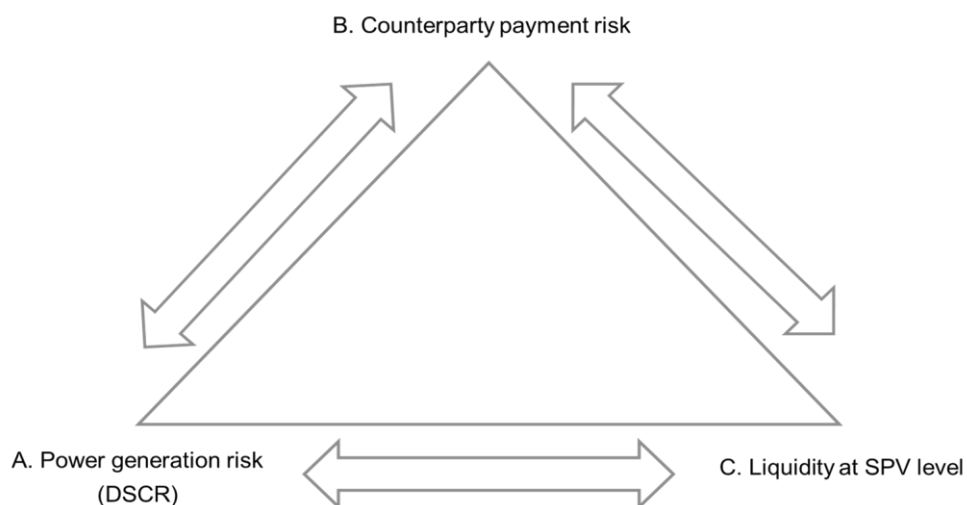 B. Counterparty payment risk
A. Power generation risk
(DSCR)
C. Liquidity at SPV level